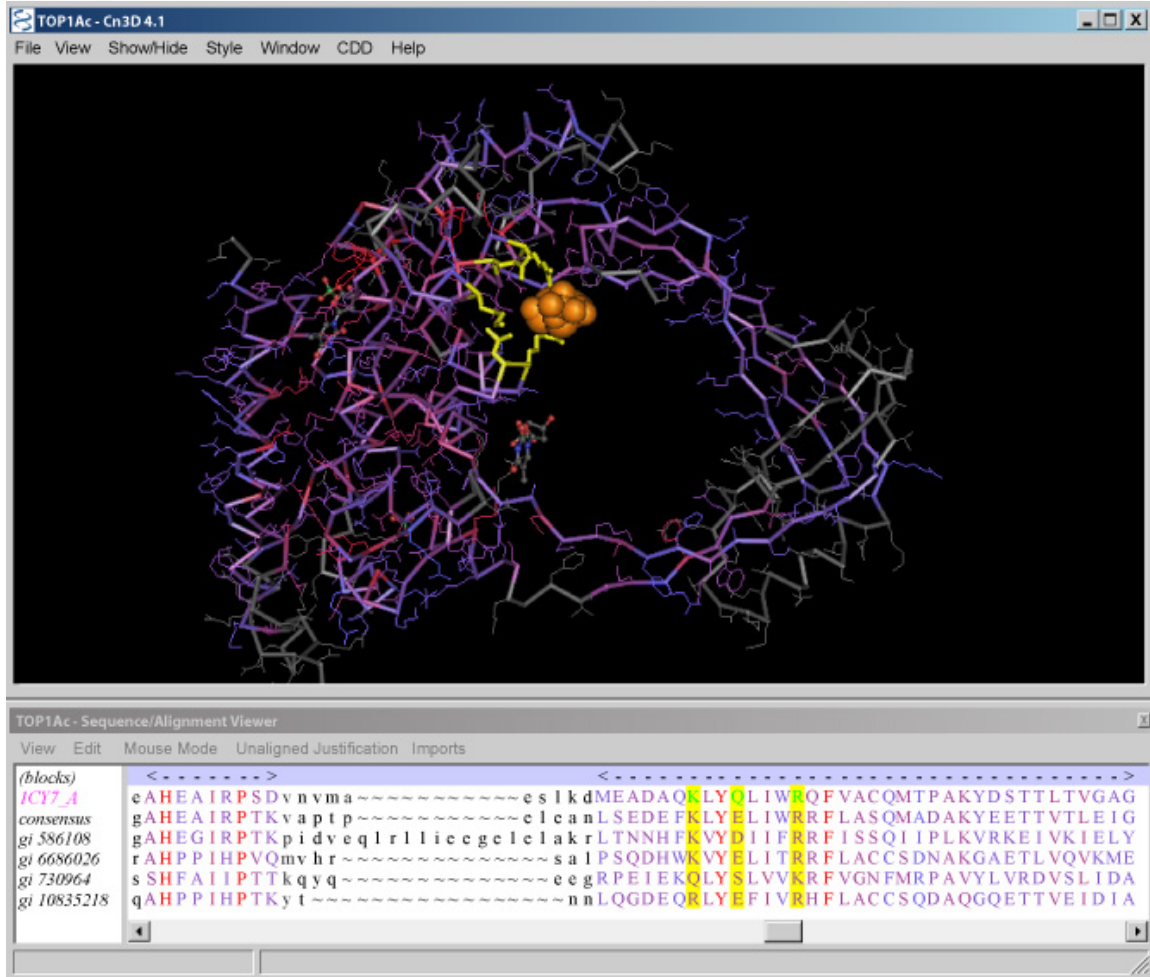 TOP1Ac - Cn3D 4.1
File View Show/Hide Style Window CDD Help
TOP1Ac - Sequence/Alignment Viewer
View Edit Mouse Mode Unaligned Justification Imports
(blocks) <-------> <--------------------------------->
1CY7_A eAHEAIRPSDvnvma~~~~~~~~~~~eslkdMEADAQKLYQLIWRQFVACQMTPAKYDSTTLTVGAG
consensus gAHEAIRPTKvaptp~~~~~~~~~~~elcanLSEDEFKLYELIWRRFLASQMADAKYEETTVTLEIG
gi 586108 gAHEGIRPTKpidveqlrlliccgclclakrLTNNHFKVYDIIFRRFISSQIIPLKVRKEIVKIELY
gi 6686026 rAHPPIHPVQmvhr~~~~~~~~~~~~~~salPSQDHWKVYELITRRFLACCSDNAKGAETLVQVKME
gi 730964 sSHFAIIPTTkqyq~~~~~~~~~~~~~~eegRPEIEKQLYSLVVKRFVGNFMRPAVYLVRDVSLIDA
gi 10835218 qAHPPIHPTKyt~~~~~~~~~~~~~~~~~nnLQGDEQRLYEFIVRHFLACCSQDAQGQETTVEIDIA